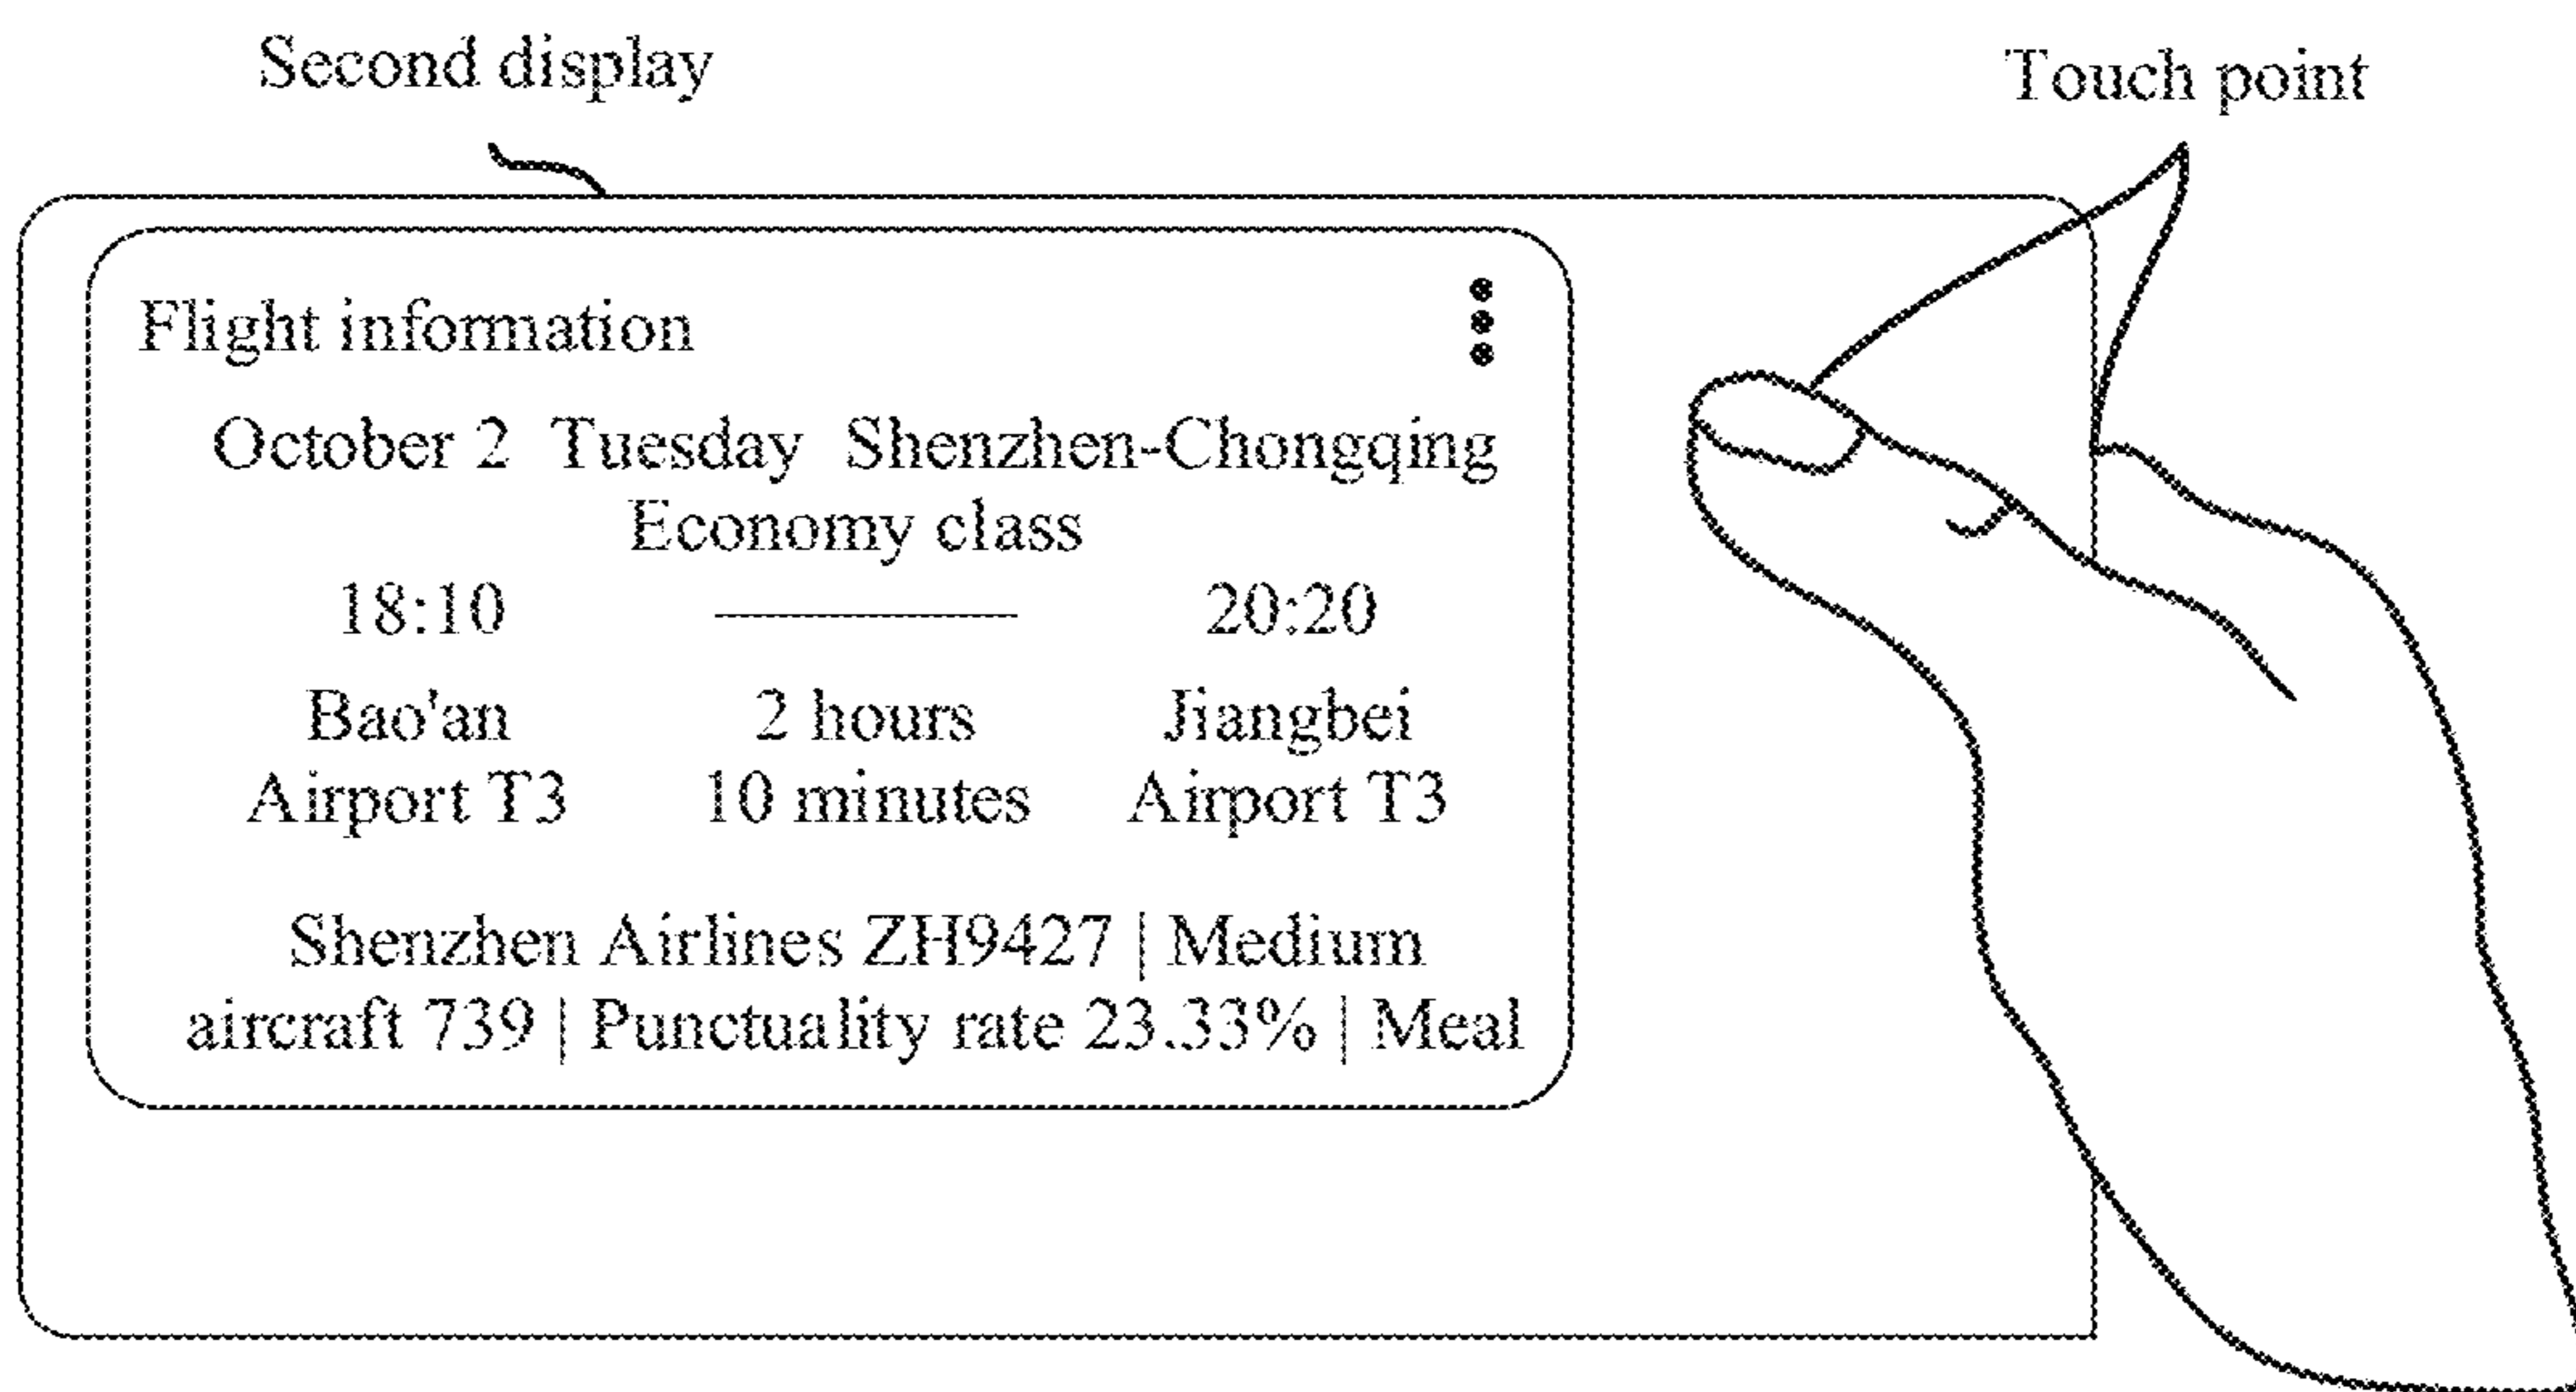 Second display
Touch point
Flight information
October 2 Tuesday Shenzhen-Chongqing
Economy class
18:10 20:20
Bao'an 2 hours Jiangbei
Airport T3 10 minutes Airport T3
Shenzhen Airlines ZH9427 | Medium
aircraft 739 | Punctuality rate 23.33% | Meal